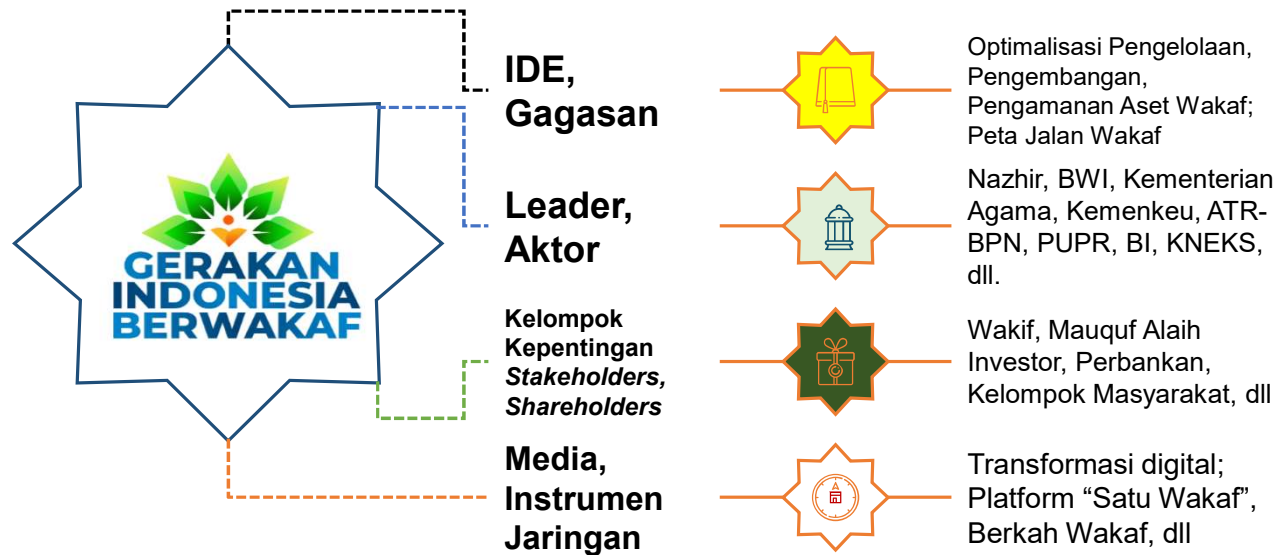 GERAKAN
INDONESIA
BERWAKAF
IDE,
Gagasan
Optimalisasi Pengelolaan,
Pengembangan,
Pengamanan Aset Wakaf;
Peta Jalan Wakaf
Leader,
Aktor
Nazhir, BWI, Kementerian
Agama, Kemenkeu, ATR-
BPN, PUPR, BI, KNEKS,
dll.
Kelompok
Kepentingan
Stakeholders,
Shareholders
Wakif, Mauquf Alaih
Investor, Perbankan,
Kelompok Masyarakat, dll
Media,
Instrumen
Jaringan
Transformasi digital;
Platform “Satu Wakaf”,
Berkah Wakaf, dll